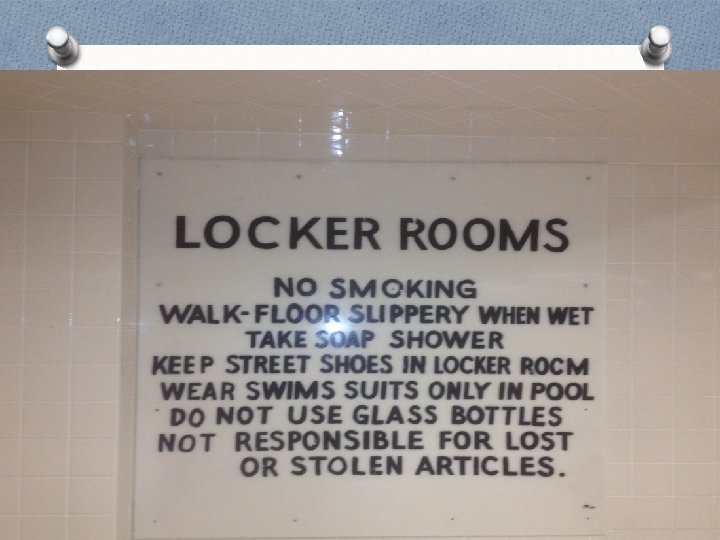 LOCKER ROOMS
NO SMOKING
WALK-FLOOR SLIPPERY WHEN WET
TAKE SOAP SHOWER
KEEP STREET SHOES IN LOCKER ROCM
WEAR SWIMS SUITS ONLY IN POOL
DO NOT USE GLASS BOTTLES
NOT RESPONSIBLE FOR LOST
OR STOLEN ARTICLES.